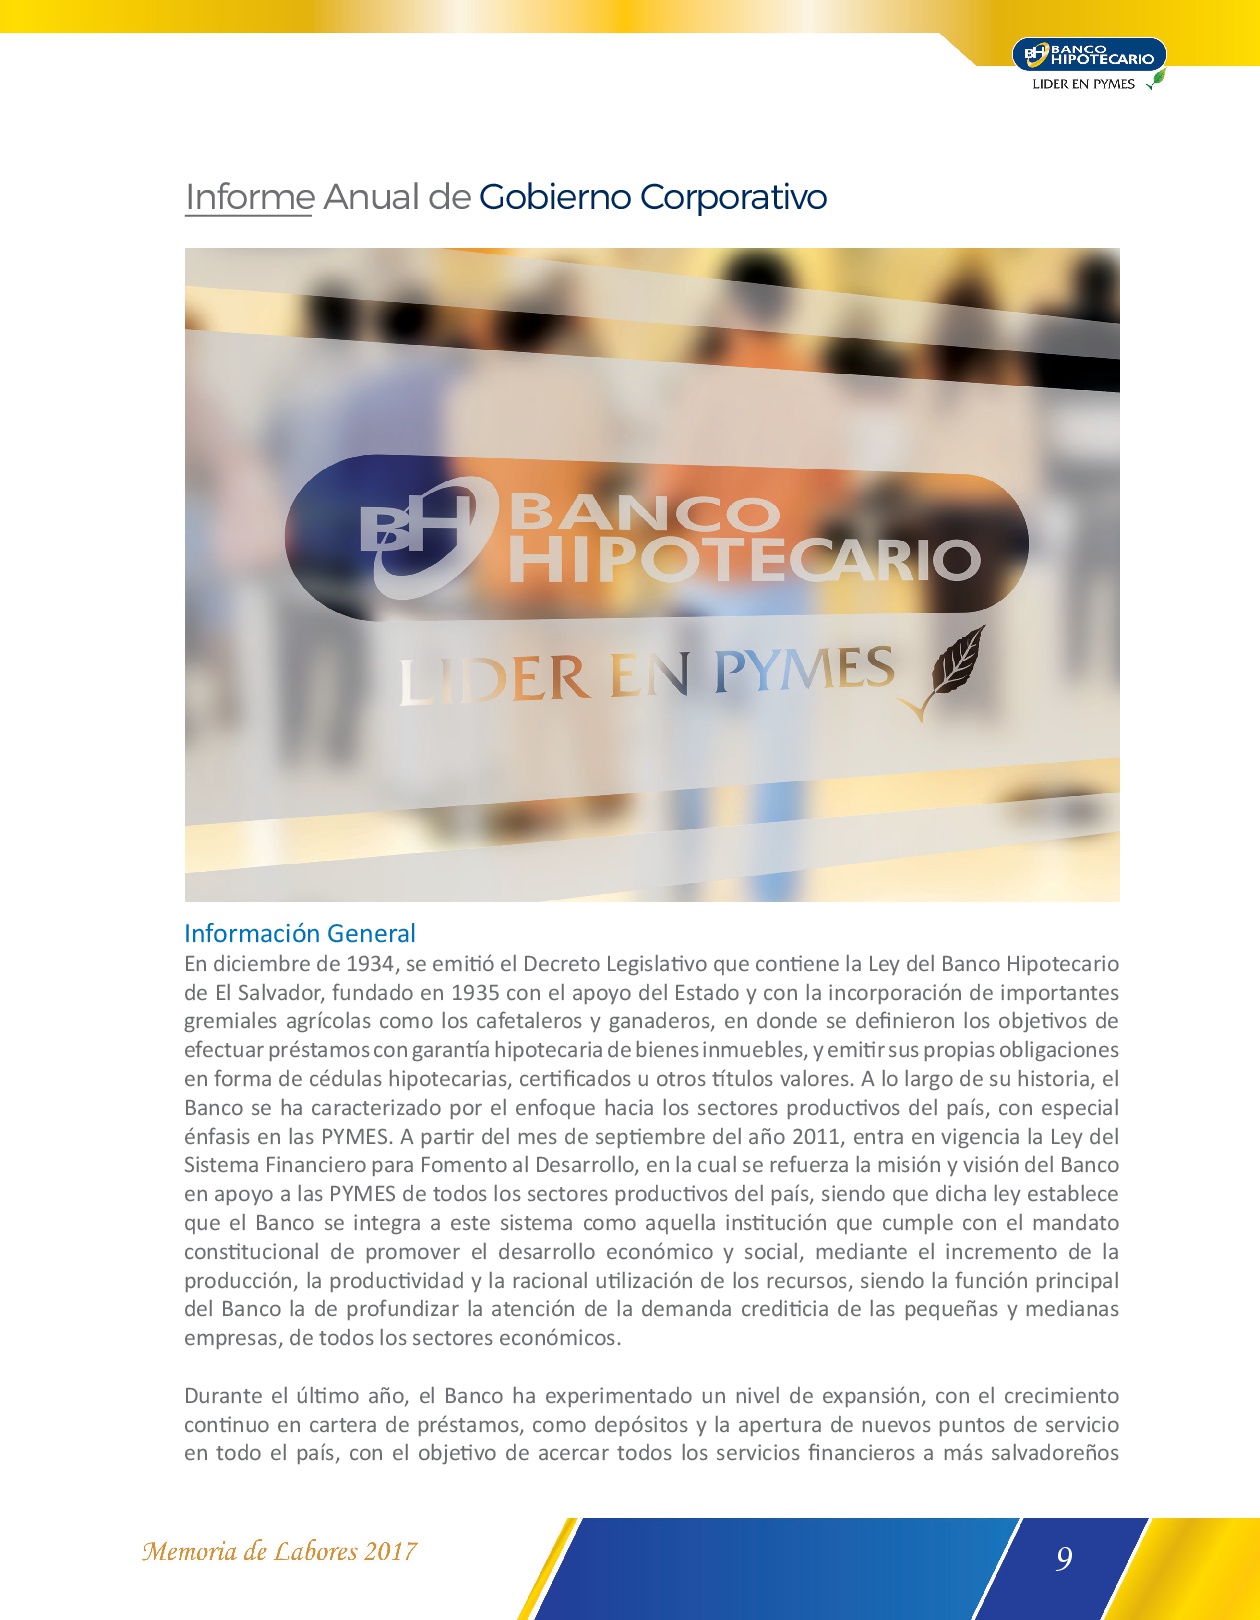 BH BANCO
HIPOTECARIO
LIDER EN PYMES
Informe Anual de Gobierno Corporativo
BH BANCO
HIPOTECARIO
LIDER EN PYMES
Información General
En diciembre de 1934, se emitió el Decreto Legislativo que contiene la Ley del Banco Hipotecario
de El Salvador, fundado en 1935 con el apoyo del Estado y con la incorporación de importantes
gremiales agrícolas como los cafetaleros y ganaderos, en donde se definieron los objetivos de
efectuar préstamos con garantía hipotecaria de bienes inmuebles, y emitir sus propias obligaciones
en forma de cédulas hipotecarias, certificados u otros títulos valores. A lo largo de su historia, el
Banco se ha caracterizado por el enfoque hacia los sectores productivos del país, con especial
énfasis en las PYMES. A partir del mes de septiembre del año 2011, entra en vigencia la Ley del
Sistema Financiero para Fomento al Desarrollo, en la cual se refuerza la misión y visión del Banco
en apoyo a las PYMES de todos los sectores productivos del país, siendo que dicha ley establece
que el Banco se integra a este sistema como aquella institución que cumple con el mandato
constitucional de promover el desarrollo económico y social, mediante el incremento de la
producción, la productividad y la racional utilización de los recursos, siendo la función principal
del Banco la de profundizar la atención de la demanda crediticia de las pequeñas y medianas
empresas, de todos los sectores económicos.
Durante el último año, el Banco ha experimentado un nivel de expansión, con el crecimiento
continuo en cartera de préstamos, como depósitos y la apertura de nuevos puntos de servicio
en todo el país, con el objetivo de acercar todos los servicios financieros a más salvadoreños
Memoria de Labores 2017
9